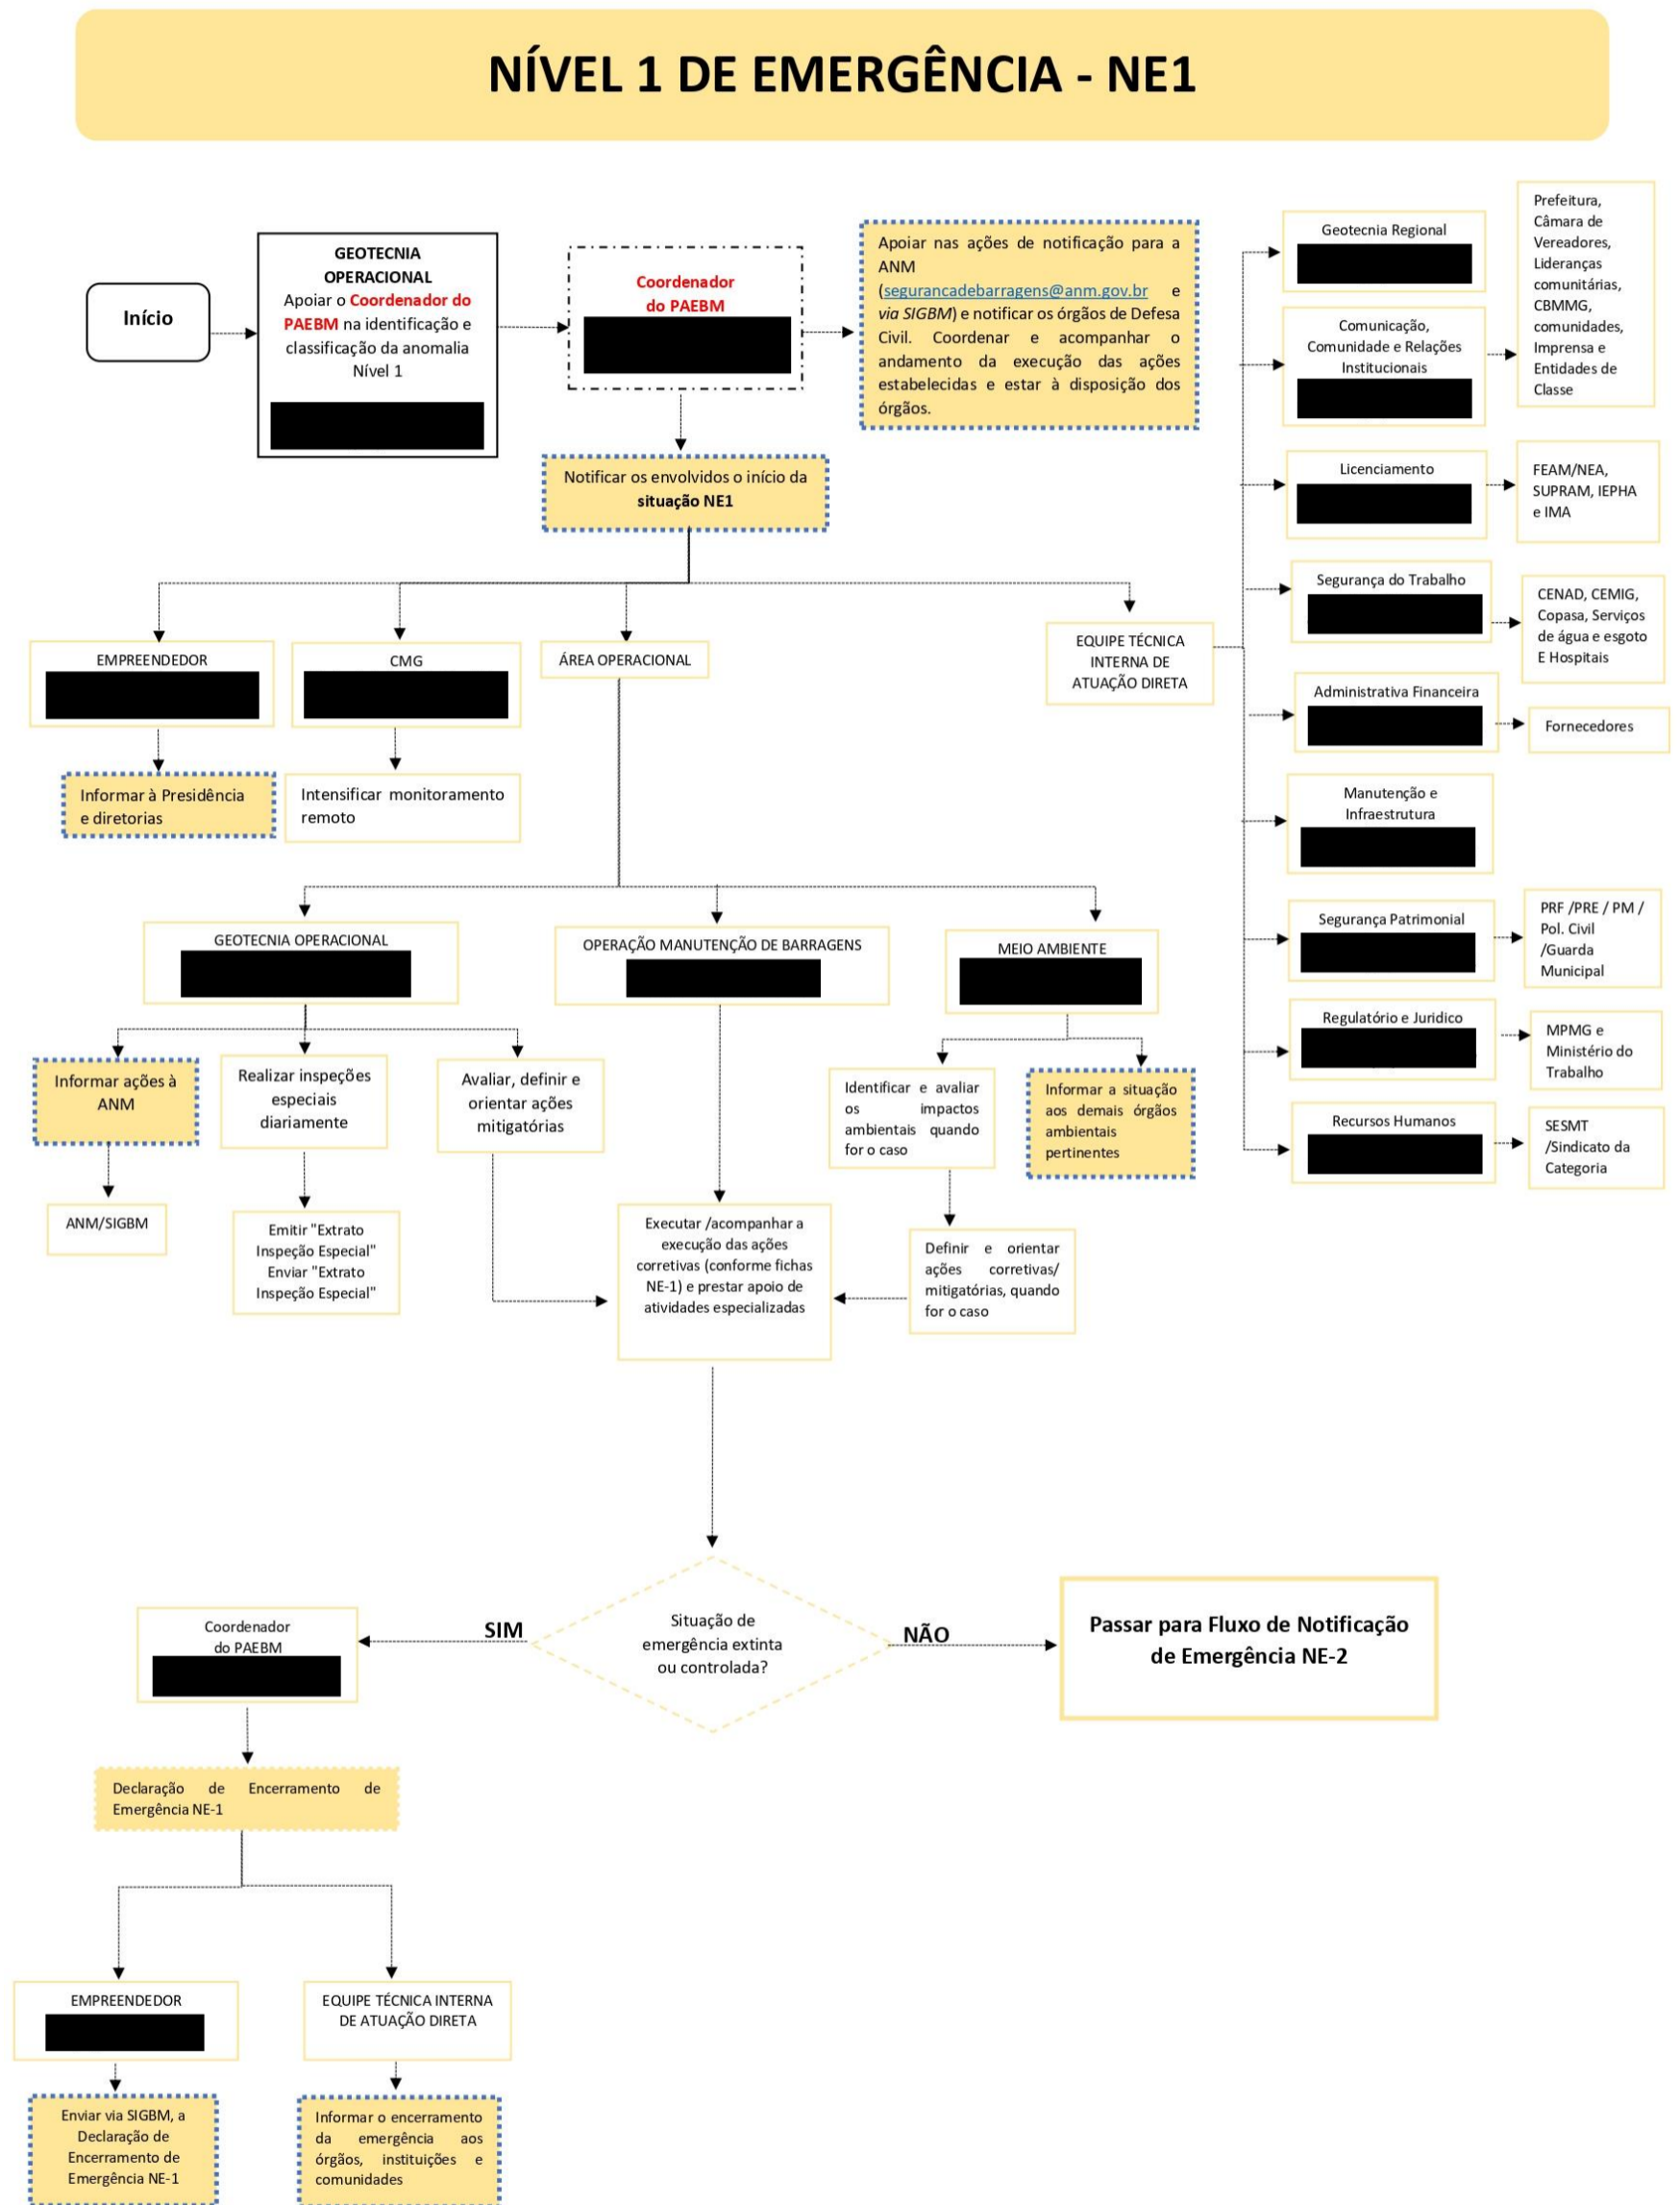 NÍVEL 1 DE EMERGÊNCIA - NE1
Início
GEOTECNIA
OPERACIONAL
Apoiar o Coordenador do
PAEBM na identificação e
classificação da anomalia
Nível 1
Coordenador
do PAEBM
Apoiar nas ações de notificação para a
ANM
(segurancadebarragens@anm.gov.br e
via SIGBM) e notificar os órgãos de Defesa
Civil. Coordenar e acompanhar o
andamento da execução das ações
estabelecidas e estar à disposição dos
órgãos.
Notificar os envolvidos o início da
situação NE1
EMPREENDEDOR
CMG
ÁREA OPERACIONAL
EQUIPE TÉCNICA
INTERNA DE
ATUAÇÃO DIRETA
Informar à Presidência
e diretorias
Intensificar monitoramento
remoto
Geotecnia Regional
Comunicação,
Comunidade e Relações
Institucionais
Prefeitura,
Câmara de
Vereadores,
Lideranças
comunitárias,
CBMMG,
comunidades,
Imprensa e
Entidades de
Classe
Licenciamento
FEAM/NEA,
SUPRAM, IEPHA
e IMA
Segurança do Trabalho
CENAD, CEMIG,
Copasa, Serviços
de água e esgoto
E Hospitais
Administrativa Financeira
Fornecedores
Manutenção e
Infraestrutura
Segurança Patrimonial
PRF /PRE / PM /
Pol. Civil
/Guarda
Municipal
Regulatório e Juridico
MPMG e
Ministério do
Trabalho
Recursos Humanos
SESMT
/Sindicato da
Categoria
GEOTECNIA OPERACIONAL
OPERAÇÃO MANUTENÇÃO DE BARRAGENS
MEIO AMBIENTE
Informar ações à
ANM
Realizar inspeções
especiais
diariamente
Avaliar, definir e
orientar ações
mitigatórias
Identificar e avaliar
os impactos
ambientais quando
for o caso
Informar a situação
aos demais órgãos
ambientais
pertinentes
ANM/SIGBM
Emitir "Extrato
Inspeção Especial"
Enviar "Extrato
Inspeção Especial"
Executar /acompanhar a
execução das ações
corretivas (conforme fichas
NE-1) e prestar apoio de
atividades especializadas
Definir e orientar
ações corretivas/
mitigatórias, quando
for o caso
Situação de
emergência extinta
ou controlada?
SIM
NÃO
Coordenador
do PAEBM
Passar para Fluxo de Notificação
de Emergência NE-2
Declaração de Encerramento de
Emergência NE-1
EMPREENDEDOR
EQUIPE TÉCNICA INTERNA
DE ATUAÇÃO DIRETA
Enviar via SIGBM, a
Declaração de
Encerramento de
Emergência NE-1
Informar o encerramento
da emergência aos
órgãos, instituições e
comunidades